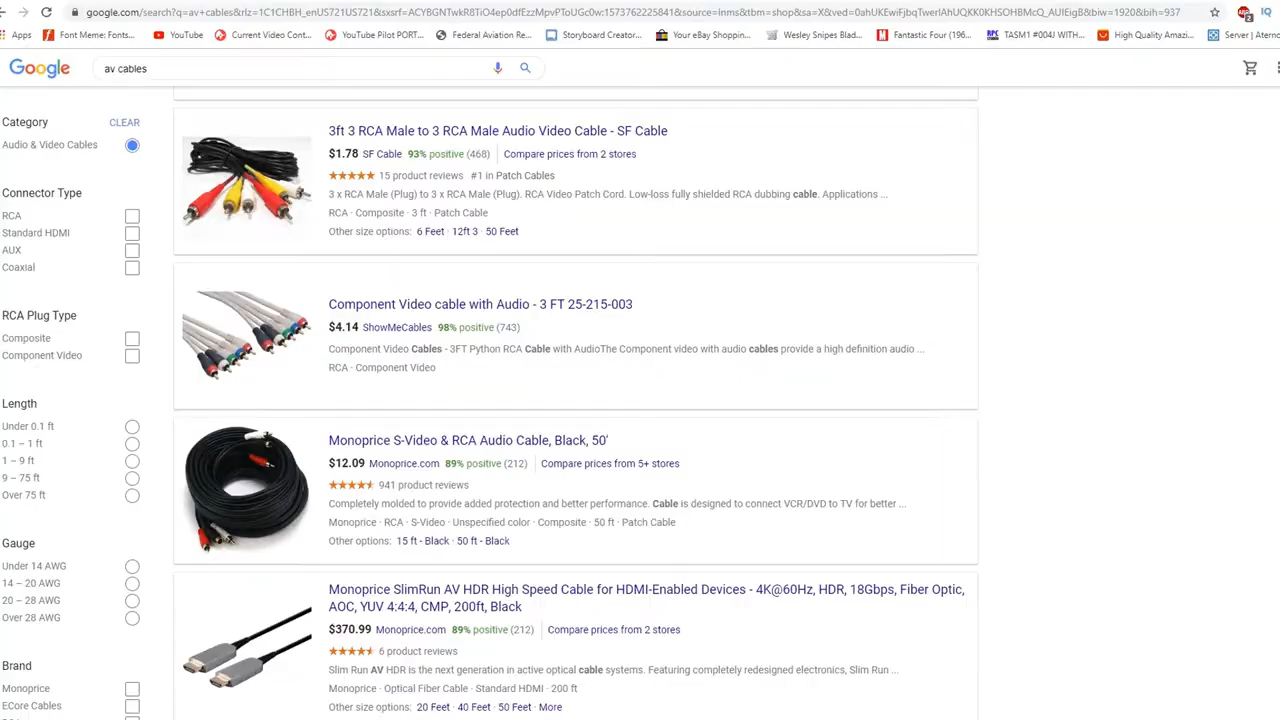 google.com/search?q=av+cables&rlz=1C1CHBH_enUS721US721&sxsrf=ACYBGNTwkR8TiO4ep0dfEzzMpvPToUGc0w:1573762225841&source=lnms&tbm=shop&sa=X&ved=0ahUKEwiFjbqTwerlAhUQKK0KHSOHBMcQ_AUIEigB&biw=1920&bih=937
Apps Font Meme: Fonts... YouTube Current Video Cont... YouTube Pilot PORT... Federal Aviation Re... Storyboard Creator... Your eBay Shoppin... Wesley Snipes Blad... Fantastic Four (196... TASM1 #004J WITH... High Quality Amazi... Server | Aterno
Google av cables
Category CLEAR
Audio & Video Cables
Connector Type
RCA
Standard HDMI
AUX
Coaxial
RCA Plug Type
Composite
Component Video
Length
Under 0.1 ft
0.1 – 1 ft
1 – 9 ft
9 – 75 ft
Over 75 ft
Gauge
Under 14 AWG
14 – 20 AWG
20 – 28 AWG
Over 28 AWG
Brand
Monoprice
ECore Cables
3ft 3 RCA Male to 3 RCA Male Audio Video Cable - SF Cable
$1.78 SF Cable 93% positive (468) Compare prices from 2 stores
15 product reviews #1 in Patch Cables
3 x RCA Male (Plug) to 3 x RCA Male (Plug). RCA Video Patch Cord. Low-loss fully shielded RCA dubbing cable. Applications ...
RCA · Composite · 3 ft · Patch Cable
Other size options: 6 Feet · 12ft 3 · 50 Feet
Component Video cable with Audio - 3 FT 25-215-003
$4.14 ShowMeCables 98% positive (743)
Component Video Cables - 3FT Python RCA Cable with AudioThe Component video with audio cables provide a high definition audio ...
RCA · Component Video
Monoprice S-Video & RCA Audio Cable, Black, 50'
$12.09 Monoprice.com 89% positive (212) Compare prices from 5+ stores
941 product reviews
Completely molded to provide added protection and better performance. Cable is designed to connect VCR/DVD to TV for better ...
Monoprice · RCA · S-Video · Unspecified color · Composite · 50 ft · Patch Cable
Other options: 15 ft - Black · 50 ft - Black
Monoprice SlimRun AV HDR High Speed Cable for HDMI-Enabled Devices - 4K@60Hz, HDR, 18Gbps, Fiber Optic,
AOC, YUV 4:4:4, CMP, 200ft, Black
$370.99 Monoprice.com 89% positive (212) Compare prices from 2 stores
6 product reviews
Slim Run AV HDR is the next generation in active optical cable systems. Featuring completely redesigned electronics, Slim Run ...
Monoprice · Optical Fiber Cable · Standard HDMI · 200 ft
Other size options: 20 Feet · 40 Feet · 50 Feet · More